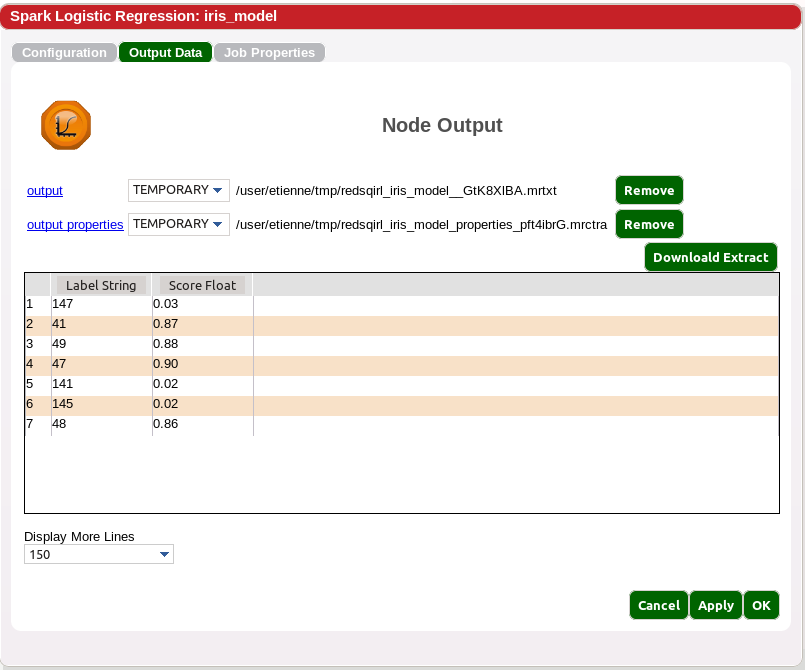 Spark Logistic Regression: iris_model
Configuration Output Data Job Properties
Node Output
output TEMPORARY /user/etienne/tmp/redsqirl_iris_model__GtK8XlBA.mrtxt Remove
output properties TEMPORARY /user/etienne/tmp/redsqirl_iris_model_properties_pft4ibrG.mrctra Remove
Downloald Extract
Label String Score Float
1 147 0.03
2 41 0.87
3 49 0.88
4 47 0.90
5 141 0.02
6 145 0.02
7 48 0.86
Display More Lines
150
Cancel Apply OK